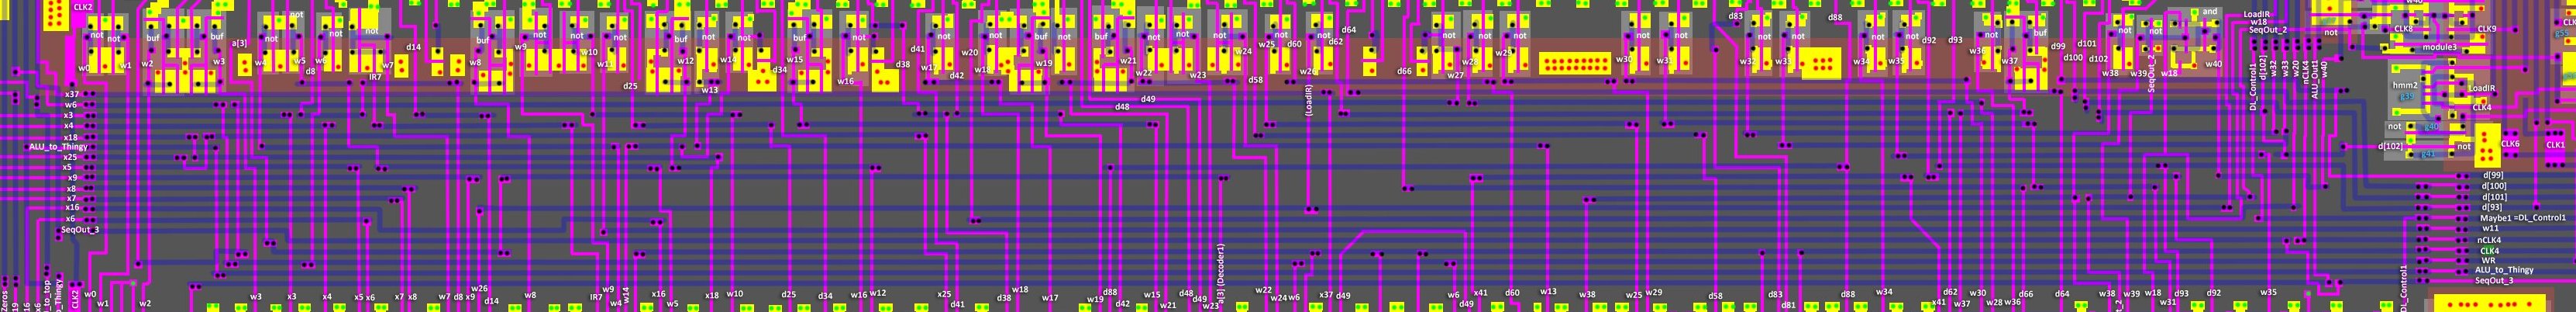 CLK2
not
not
w0
w1
buf
w2
buf
w3
a[3]
not
w4
w5
d8
not
w6
not
IR7
w7
d14
buf
w8
w9
not
not
w10
not
w11
d25
not
w12
not
w13
w14
not
w15
buf
d34
not
w16
d38
d41
not
w17
d42
w20
w18
not
w19
not
buf
w21
w22
not
not
w23
not
w24
d58
w25
not
d60
w26
not
d62
d64
(LoadIR)
d66
not
w27
w28
not
w29
not
w30
not
w31
not
d83
not
w32
w33
not
d88
not
w34
w35
not
d92
d93
w36
not
w37
buf
d99
d100
d101
d102
not
w38
not
w39
SeqOut_2
w18
and
w40
LoadIR
w18
SeqOut_2
DL_Control1
d[102]
w32
w33
w20
nCLK4
ALU_Out1
w40
not
w40
CLK8
module3
CLK9
hmm2
g39
LoadIR
CLK4
not
g40
d[102]
g41
not
CLK6
CLK1
d49
d48
x37
w6
x3
x4
x18
ALU_to_Thingy
x25
x5
x9
x8
x7
x16
x6
SeqOut_3
d[99]
d[100]
d[101]
d[93]
Maybe1 =DL_Control1
w11
nCLK4
CLK4
WR
ALU_to_Thingy
SeqOut_3
DL_Control1
a[3] (Decoder1)
CLK2
w0
w1
w2
w3
x3
x4
x5
x6
x7
x8
w7
d8
x9
w26
d14
w8
IR7
w9
w4
w14
x16
w5
x18
w10
d25
d34
w16
w12
x25
d41
d38
w18
w17
w19
d42
w15
w21
d48
d49
w23
w22
w24
w6
x37
d49
w6
d49
x41
d60
w13
w38
w25
w29
d58
d83
d81
d88
w34
x41
d62
w37
w30
w28
w36
d66
d64
w38
w39
w18
w31
d93
d92
w35